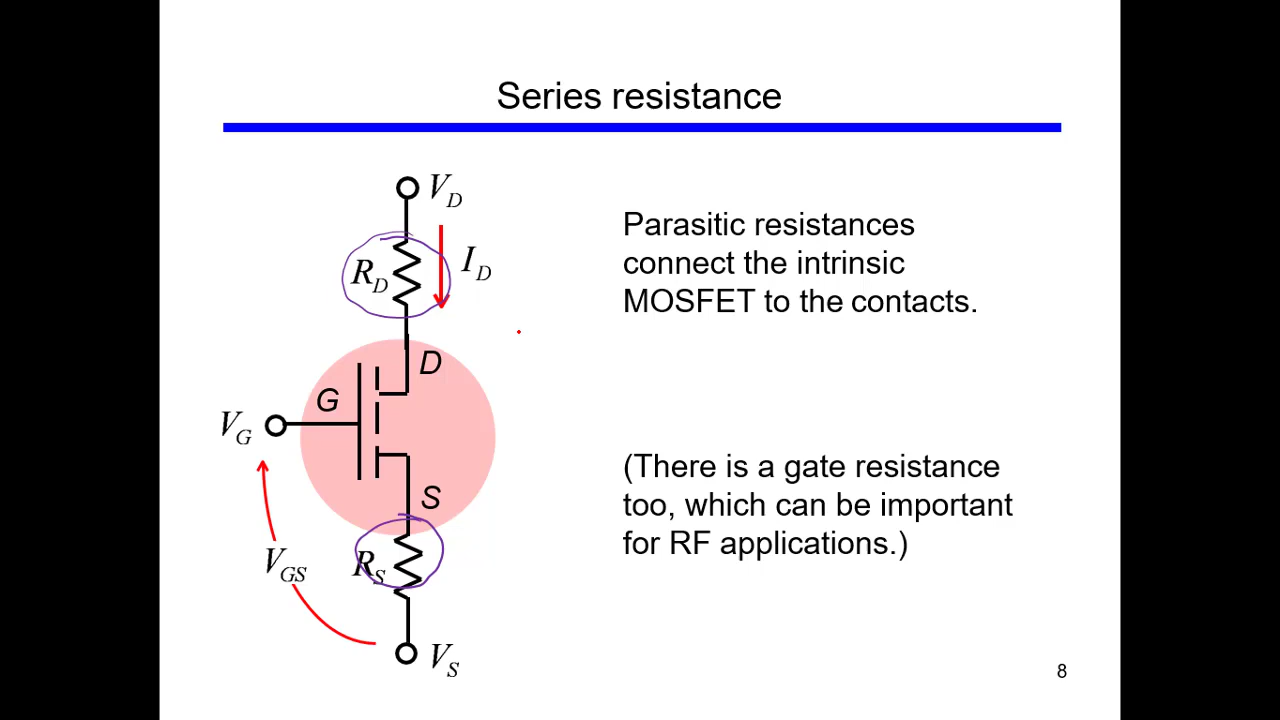 Series resistance
V_D
R_D
I_D
D
G
V_G
S
V_GS
R_S
V_S
Parasitic resistances
connect the intrinsic
MOSFET to the contacts.
(There is a gate resistance
too, which can be important
for RF applications.)
8